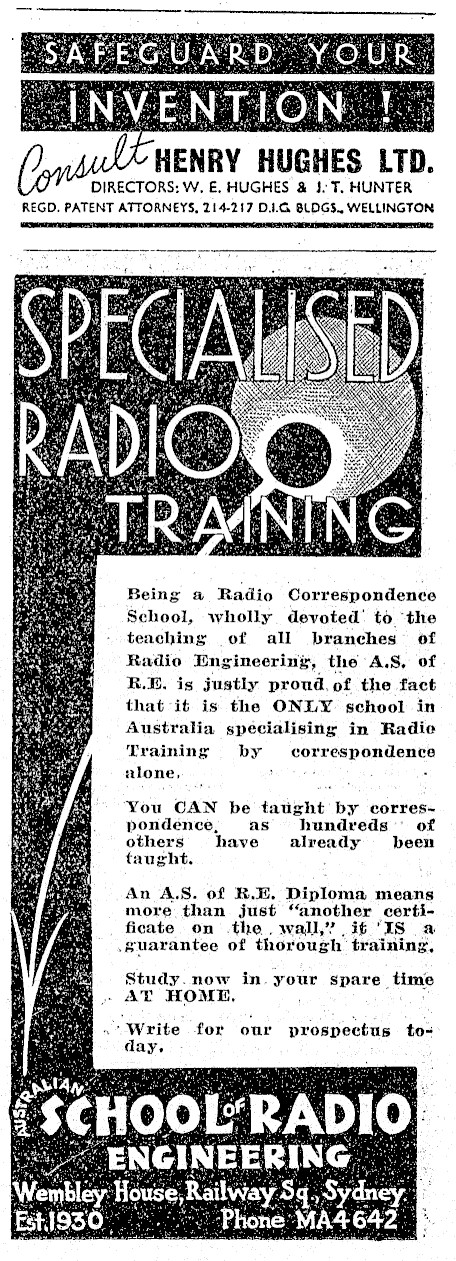 SAFEGUARD YOUR
INVENTION !
Consult HENRY HUGHES LTD.
DIRECTORS: W. E. HUGHES & J. T. HUNTER
REGD. PATENT ATTORNEYS, 214-217 D.I.C. BLDGS., WELLINGTON
SPECIALISED
RADIO
TRAINING
Being a Radio Correspondence
School, wholly devoted to the
teaching of all branches of
Radio Engineering, the A.S. of
R.E. is justly proud of the fact
that it is the ONLY school in
Australia specialising in Radio
Training by correspondence
alone.
You CAN be taught by corres-
pondence, as hundreds of
others have already been
taught.
An A.S. of R.E. Diploma means
more than just "another certi-
ficate on the wall," it IS a
guarantee of thorough training.
Study now in your spare time
AT HOME.
Write for our prospectus to-
day.
AUSTRALIAN
SCHOOL OF RADIO
ENGINEERING
Wembley House, Railway Sq., Sydney
Est. 1930 Phone MA4642